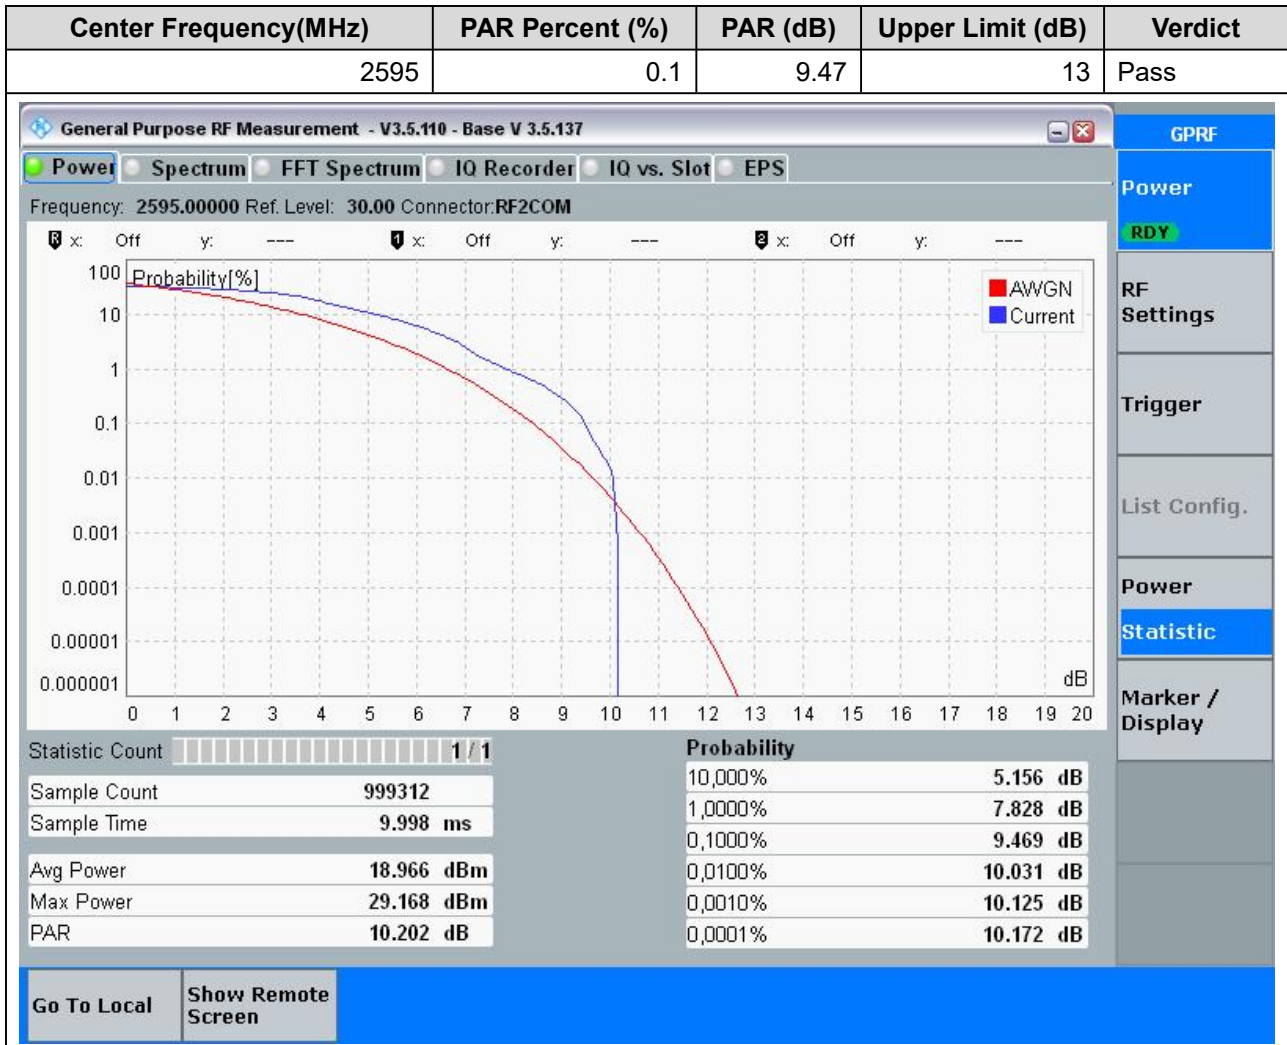 Center Frequency(MHz) PAR Percent (%) PAR (dB) Upper Limit (dB) Verdict
2595 0.1 9.47 13 Pass
General Purpose RF Measurement - V3.5.110 - Base V 3.5.137
GPRF
Power Spectrum FFT Spectrum IQ Recorder IQ vs. Slot EPS
Power
RDY
Frequency: 2595.00000 Ref. Level: 30.00 Connector:RF2COM
R x: Off y: --- 1 x: Off y: --- 2 x: Off y: ---
Probability[%]
AWGN
Current
100
10
1
0.1
0.01
0.001
0.0001
0.00001
0.000001
dB
0 1 2 3 4 5 6 7 8 9 10 11 12 13 14 15 16 17 18 19 20
RF
Settings
Trigger
List Config.
Power
Statistic
Marker /
Display
Statistic Count 1 / 1
Sample Count 999312
Sample Time 9.998 ms
Avg Power 18.966 dBm
Max Power 29.168 dBm
PAR 10.202 dB
Probability
10,000% 5.156 dB
1,0000% 7.828 dB
0,1000% 9.469 dB
0,0100% 10.031 dB
0,0010% 10.125 dB
0,0001% 10.172 dB
Go To Local
Show Remote
Screen